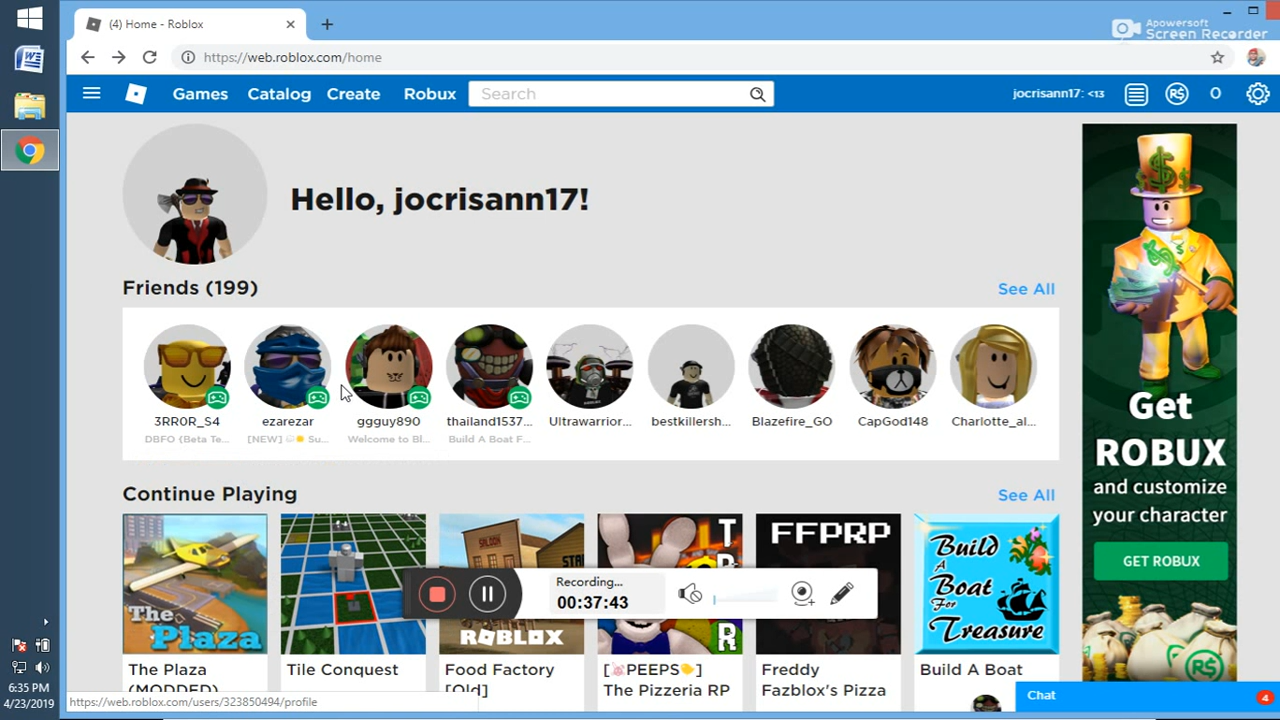 (4) Home - Roblox
Apowersoft
Screen Recorder
https://web.roblox.com/home
Games
Catalog
Create
Robux
Search
jocrisann17: <13
R$
0
Hello, jocrisann17!
Friends (199)
See All
3RR0R_S4
ezarezar
ggguy890
thailand1537...
Ultrawarrior...
bestkillersh...
Blazefire_GO
CapGod148
Charlotte_al...
DBFO {Beta Te...
[NEW] 💭☀️ Su...
Welcome to Bl...
Build A Boat F...
Continue Playing
See All
The
Plaza
SALOON
ROBLOX
FFPRP
Build
A
Boat
For
Treasure
Recording...
00:37:43
The Plaza
(MODDED)
Tile Conquest
Food Factory
[Old]
[🐷PEEPS🐤]
The Pizzeria RP
Freddy
Fazblox's Pizza
Build A Boat
Get
ROBUX
and customize
your character
GET ROBUX
R$
Chat
4
6:35 PM
4/23/2019
https://web.roblox.com/users/323850494/profile